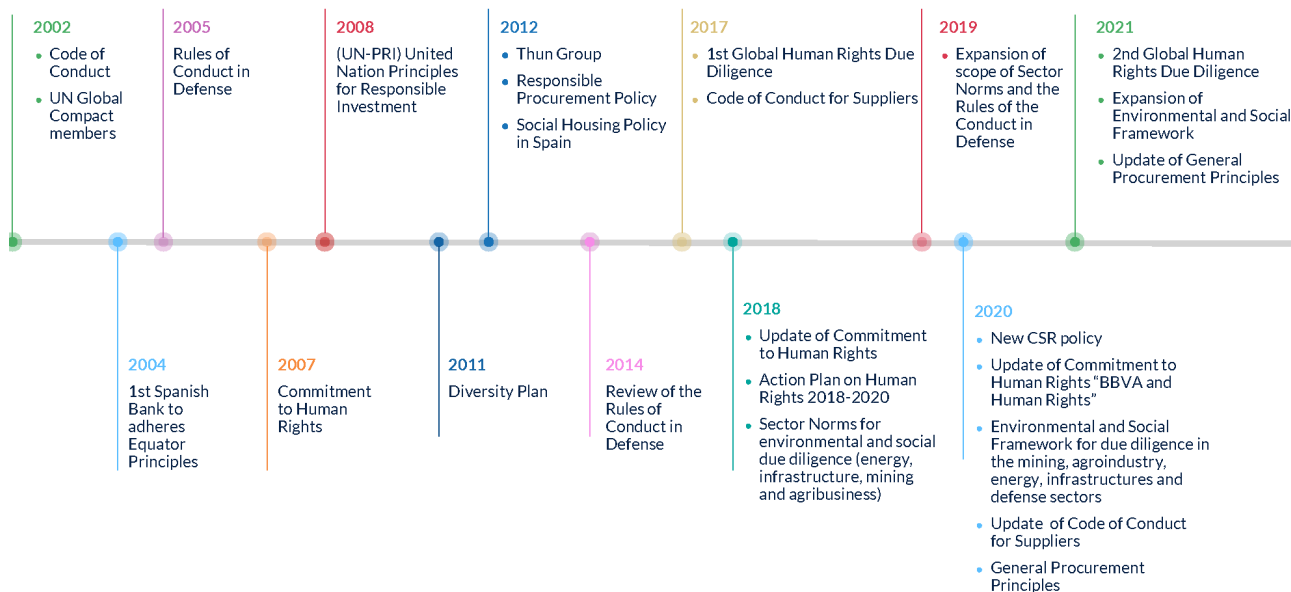 2002
Code of
Conduct
UN Global
Compact
members
2005
Rules of
Conduct in
Defense
2008
(UN-PRI) United
Nation Principles
for Responsible
Investment
2012
Thun Group
Responsible
Procurement Policy
Social Housing Policy
in Spain
2017
1st Global Human Rights Due
Diligence
Code of Conduct for Suppliers
2019
Expansion of
scope of Sector
Norms and the
Rules of the
Conduct in
Defense
2021
2nd Global Human
Rights Due Diligence
Expansion of
Environmental and Social
Framework
Update of General
Procurement Principles
2004
1st Spanish
Bank to
adheres
Equator
Principles
2007
Commitment
to Human
Rights
2011
Diversity Plan
2014
Review of the
Rules of
Conduct in
Defense
2018
Update of Commitment
to Human Rights
Action Plan on Human
Rights 2018-2020
Sector Norms for
environmental and social
due diligence (energy,
infrastructure, mining
and agribusiness)
2020
New CSR policy
Update of Commitment to
Human Rights “BBVA and
Human Rights”
Environmental and Social
Framework for due diligence in
the mining, agroindustry,
energy, infrastructures and
defense sectors
Update of Code of Conduct
for Suppliers
General Procurement
Principles